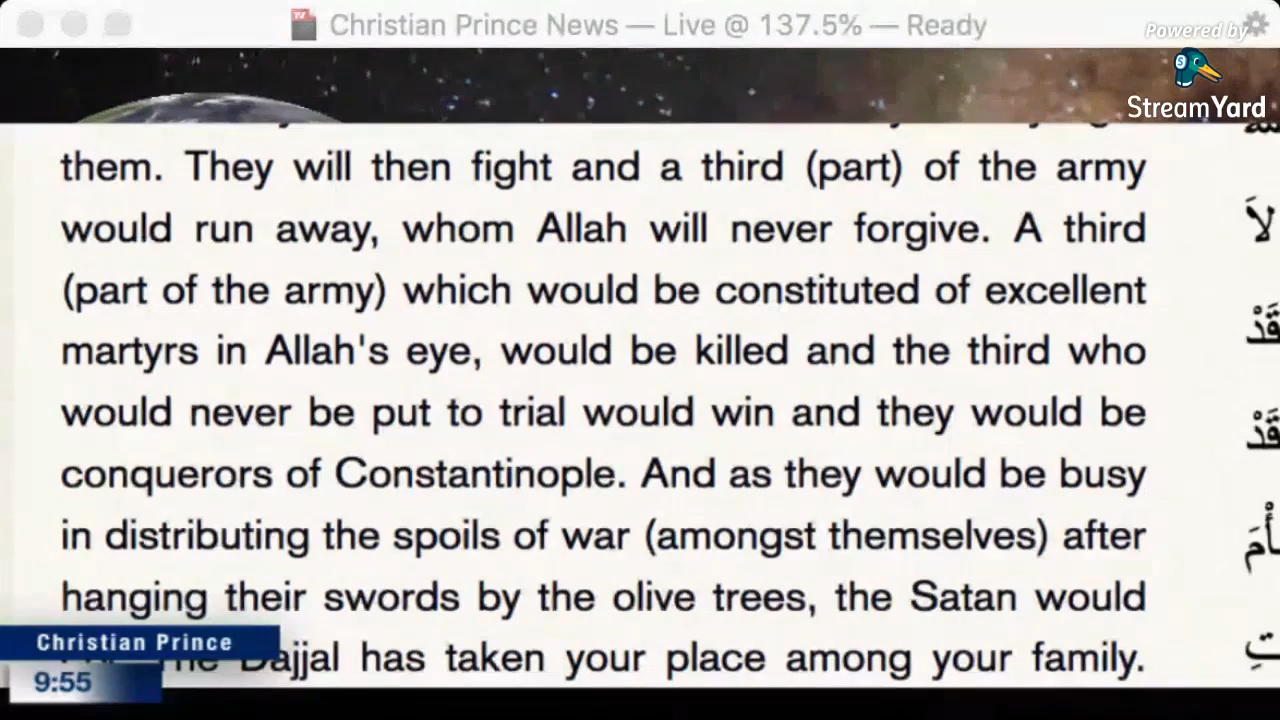 Christian Prince News — Live @ 137.5% — Ready
Powered by
StreamYard
them. They will then fight and a third (part) of the army
would run away, whom Allah will never forgive. A third
(part of the army) which would be constituted of excellent
martyrs in Allah's eye, would be killed and the third who
would never be put to trial would win and they would be
conquerors of Constantinople. And as they would be busy
in distributing the spoils of war (amongst themselves) after
hanging their swords by the olive trees, the Satan would
Dajjal has taken your place among your family.
Christian Prince
9:55